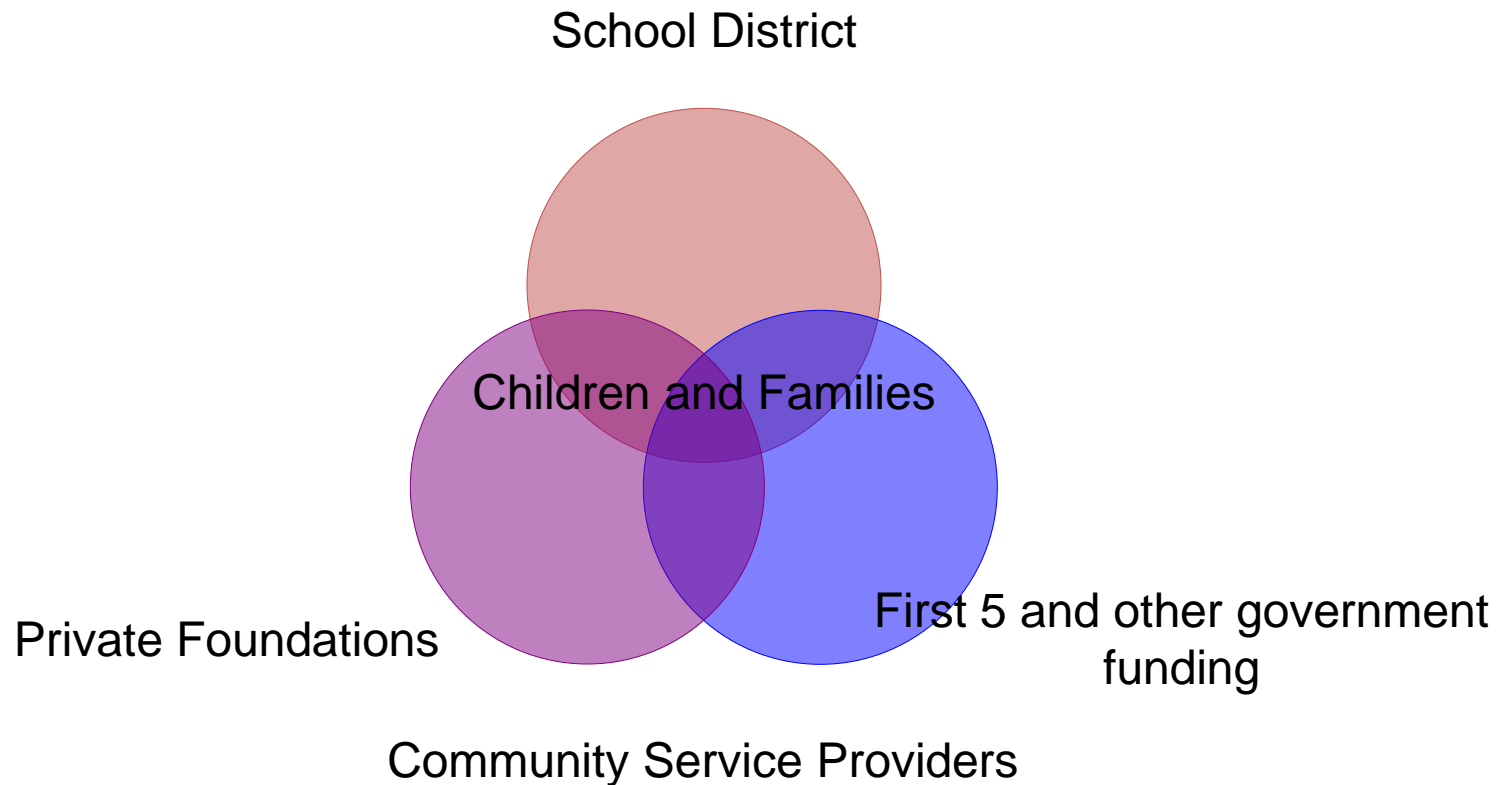 School District
Children and Families
First 5 and other government
funding
Private Foundations
Community Service Providers